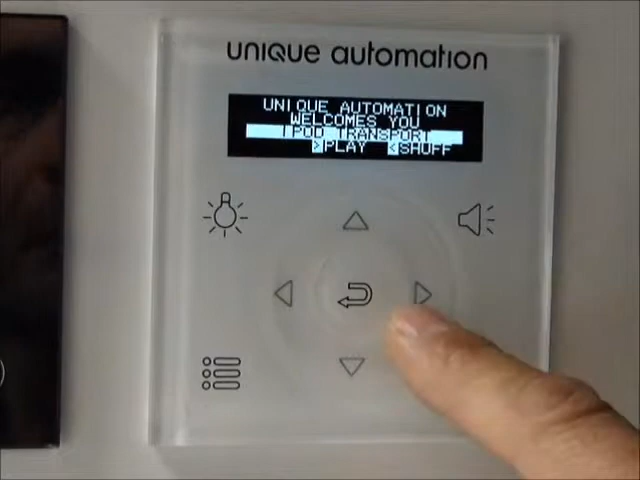 unique automation
UNIQUE AUTOMATION
WELCOMES YOU
IPOD TRANSPORT
>PLAY <SHUFF